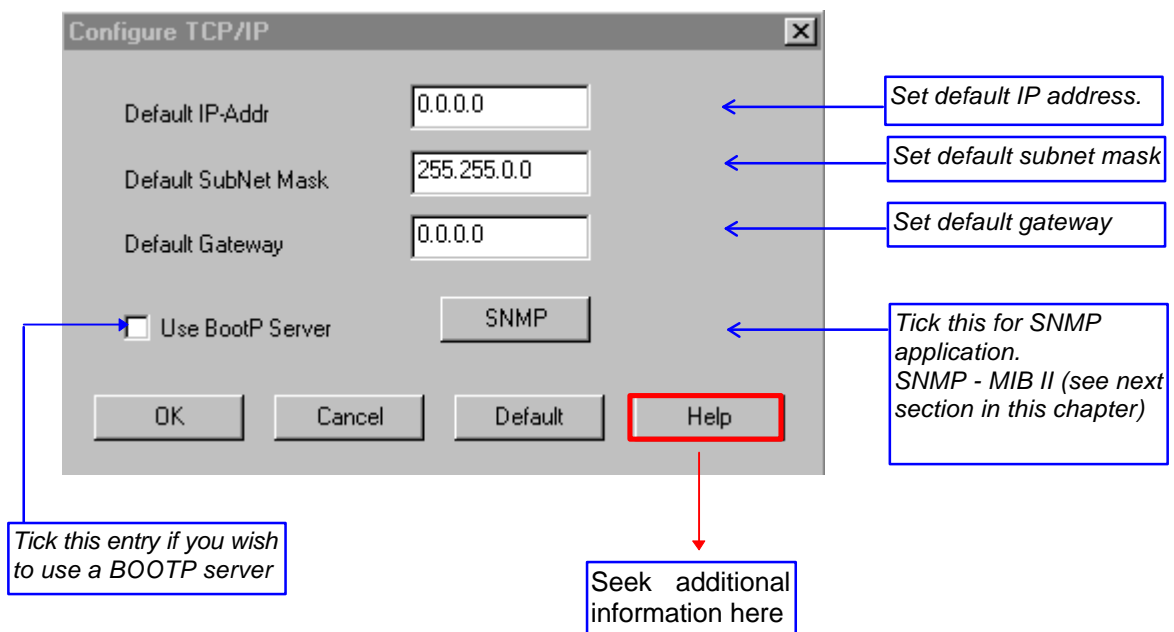 Configure TCP/IP
Default IP-Addr
0.0.0.0
Set default IP address.
Default SubNet Mask
255.255.0.0
Set default subnet mask
Default Gateway
0.0.0.0
Set default gateway
Use BootP Server
SNMP
Tick this for SNMP
application.
SNMP - MIB II (see next
section in this chapter)
OK
Cancel
Default
Help
Tick this entry if you wish
to use a BOOTP server
Seek additional
information here